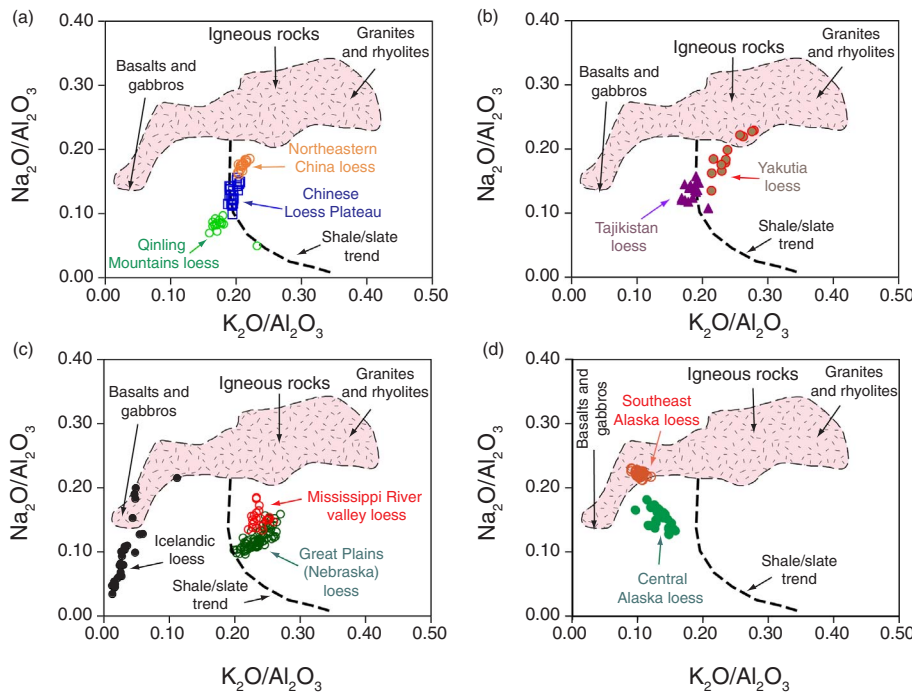 (a)
0.40
0.30
0.20
0.10
0.00
Na2O/Al2O3
Igneous rocks
Granites
and rhyolites
Basalts and
gabbros
Northeastern
China loess
Chinese
Loess Plateau
Qinling
Mountains loess
Shale/slate
trend
0.00 0.10 0.20 0.30 0.40 0.50
K2O/Al2O3
(b)
0.40
0.30
0.20
0.10
0.00
Na2O/Al2O3
Igneous rocks
Granites
and rhyolites
Basalts and
gabbros
Yakutia
loess
Tajikistan
loess
Shale/slate
trend
0.00 0.10 0.20 0.30 0.40 0.50
K2O/Al2O3
(c)
0.40
0.30
0.20
0.10
0.00
Na2O/Al2O3
Basalts and
gabbros
Igneous rocks
Granites
and rhyolites
Mississippi River
valley loess
Icelandic
loess
Great Plains
(Nebraska)
loess
Shale/slate
trend
0.00 0.10 0.20 0.30 0.40 0.50
K2O/Al2O3
(d)
0.40
0.30
0.20
0.10
0.00
Na2O/Al2O3
Basalts and
gabbros
Igneous rocks
Granites
and rhyolites
Southeast
Alaska loess
Central
Alaska loess
Shale/slate
trend
0.00 0.10 0.20 0.30 0.40 0.50
K2O/Al2O3